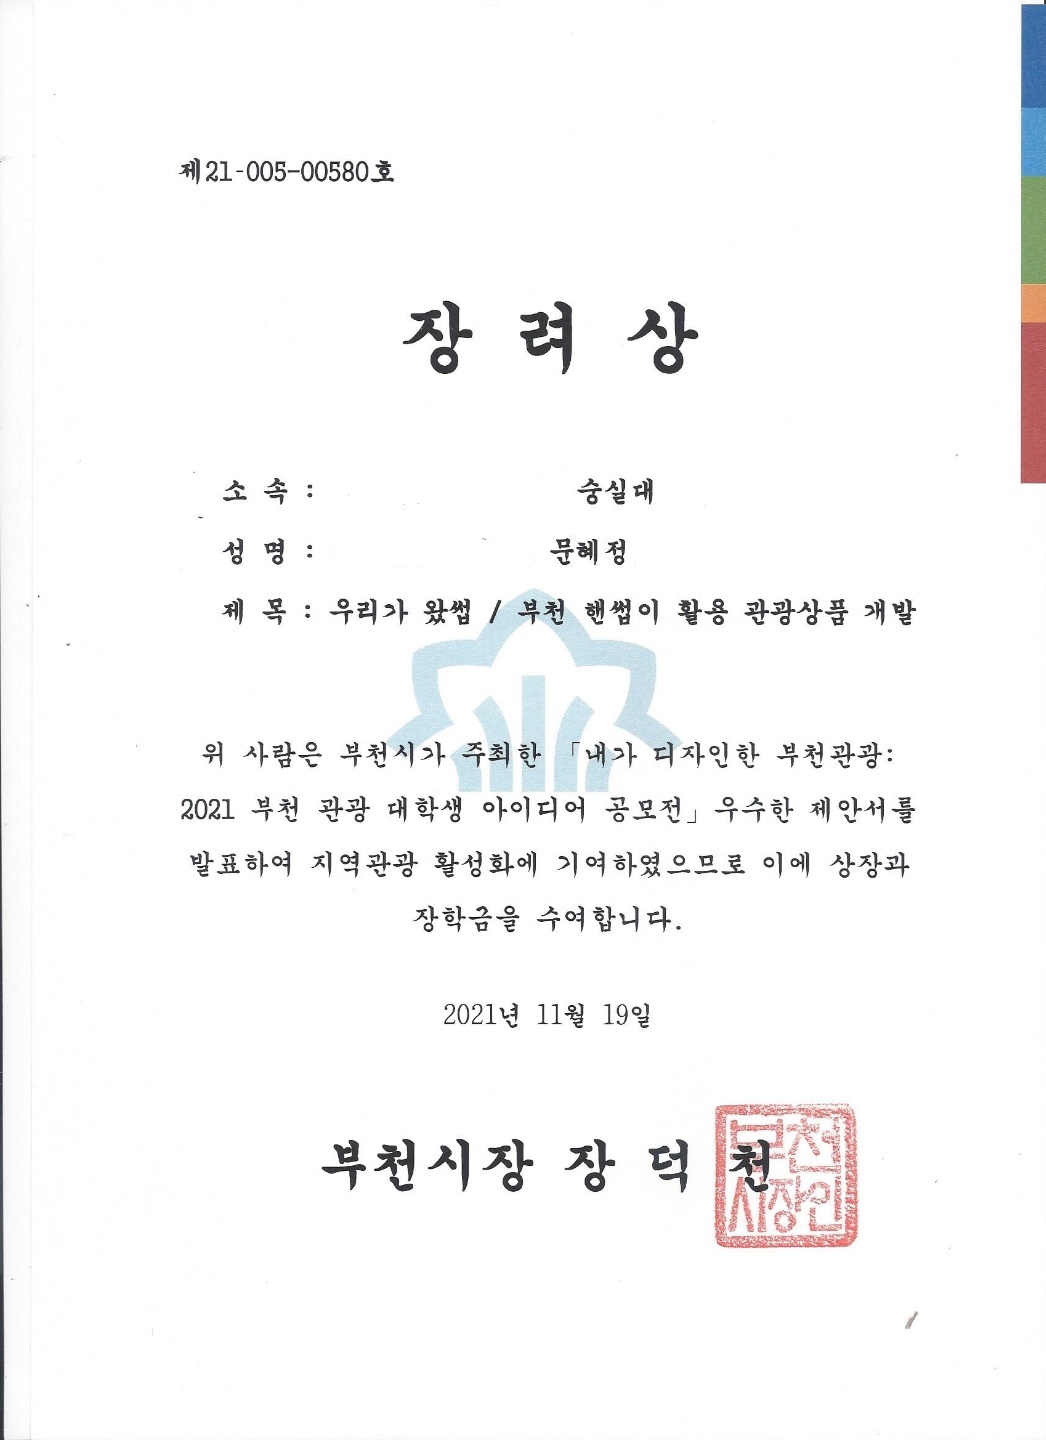 제21-005-00580호
장 려 상
소 속 : 숭실대
성 명 : 문혜정
제 목 : 우리가 왔썹 / 부천 핸썹이 활용 관광상품 개발
위 사람은 부천시가 주최한 「내가 디자인한 부천관광:
2021 부천 관광 대학생 아이디어 공모전」 우수한 제안서를
발표하여 지역관광 활성화에 기여하였으므로 이에 상장과
장학금을 수여합니다.
2021년 11월 19일
부천시장 장 덕 천
부천
시장인